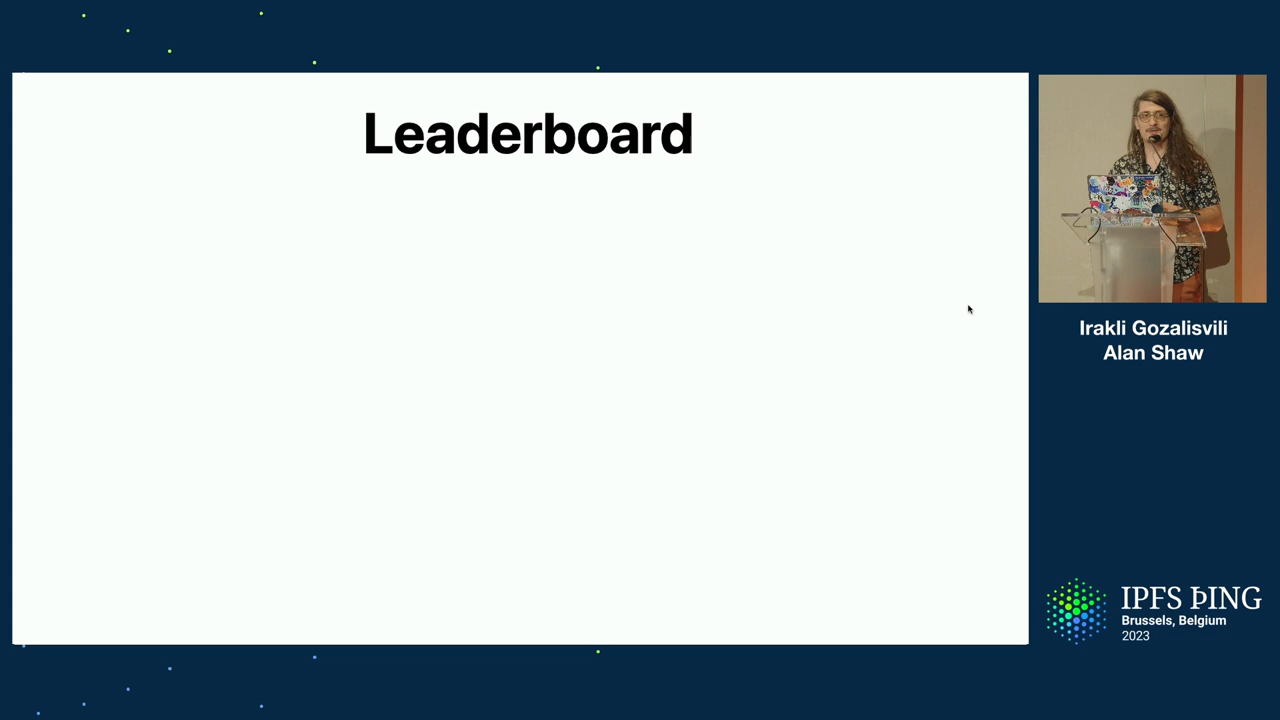 Leaderboard
Irakli Gozalisvili
Alan Shaw
IPFS ÞING
Brussels, Belgium
2023